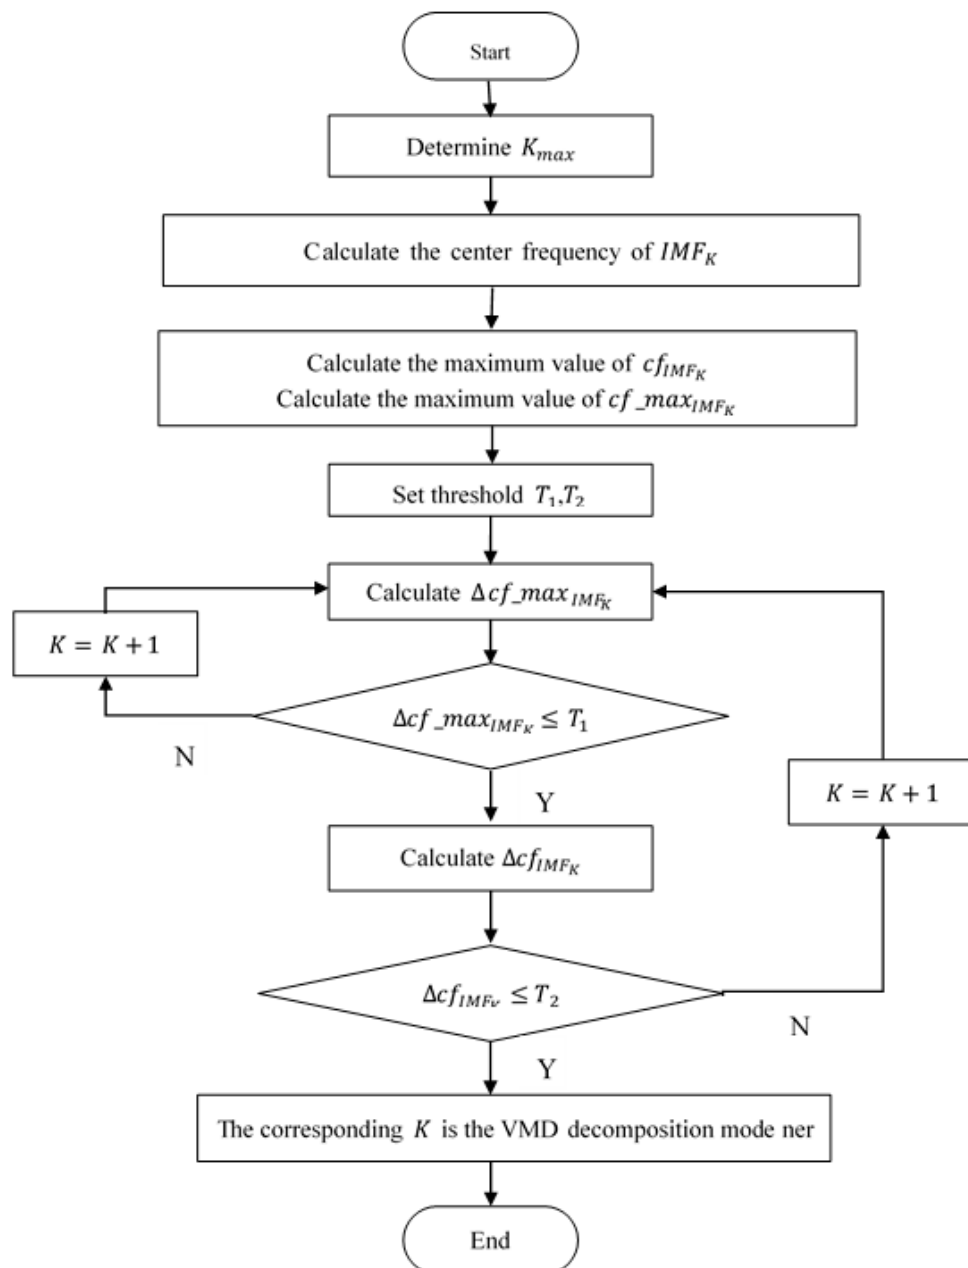 Start
Determine K_max
Calculate the center frequency of IMF_K
Calculate the maximum value of cf_IMF_K
Calculate the maximum value of cf_max_IMF_K
Set threshold T_1,T_2
Calculate Δcf_max_IMF_K
K = K + 1
Δcf_max_IMF_K ≤ T_1
N
K = K + 1
Y
Calculate Δcf_IMF_K
Δcf_IMF_K ≤ T_2
N
Y
The corresponding K is the VMD decomposition mode ner
End